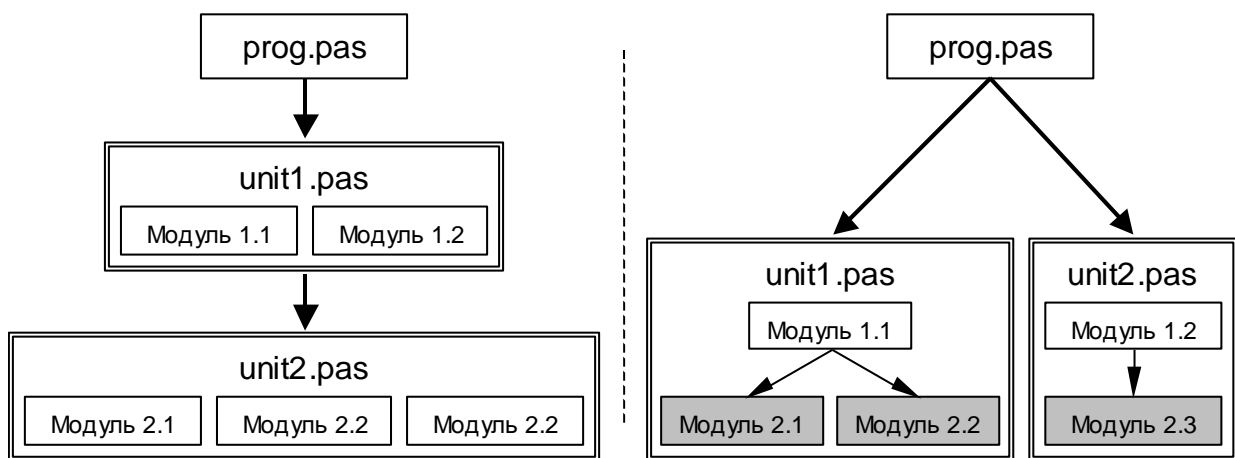 prog.pas
unit1.pas
Модуль 1.1
Модуль 1.2
unit2.pas
Модуль 2.1
Модуль 2.2
Модуль 2.2
prog.pas
unit1.pas
Модуль 1.1
Модуль 2.1
Модуль 2.2
unit2.pas
Модуль 1.2
Модуль 2.3